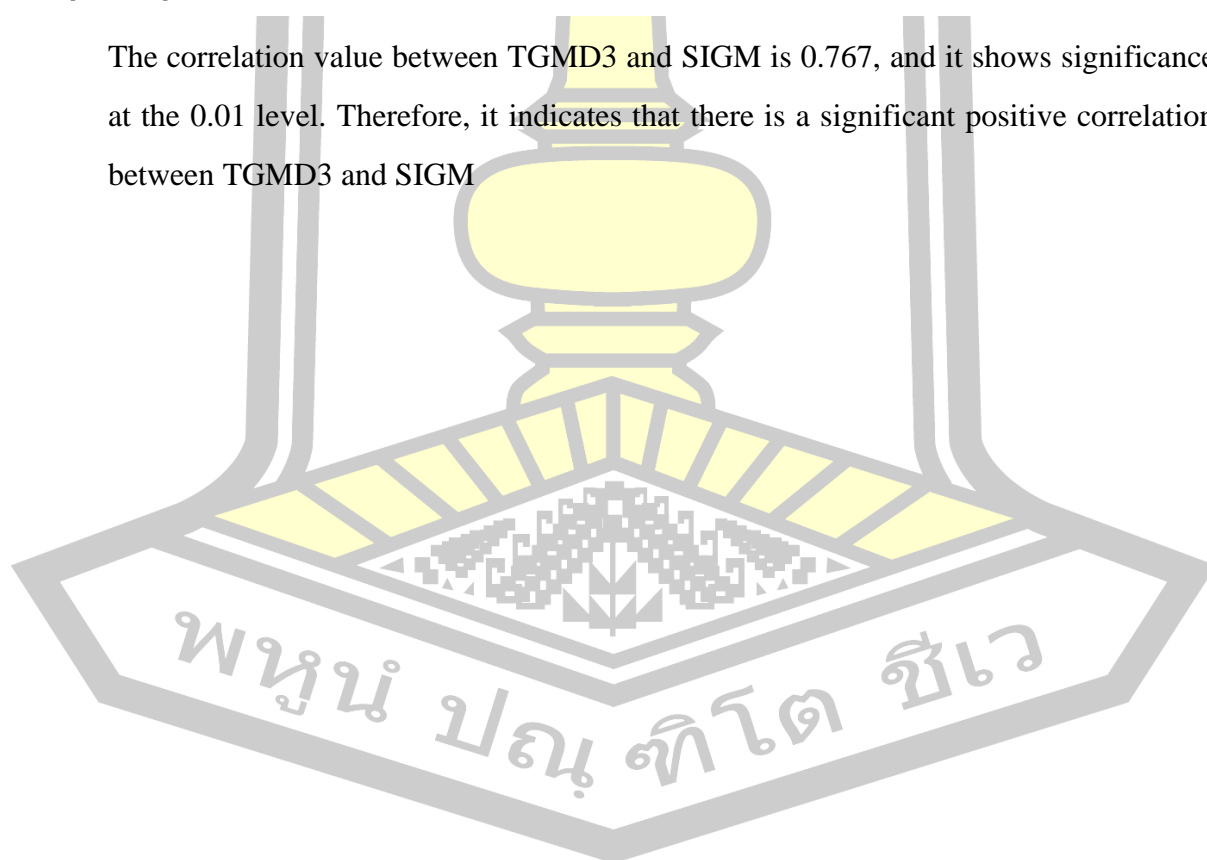 The correlation value between TGMD3 and SIGM is 0.767, and it shows significance
at the 0.01 level. Therefore, it indicates that there is a significant positive correlation
between TGMD3 and SIGM
พหูนํ ปณฺฑิโต ชีเว